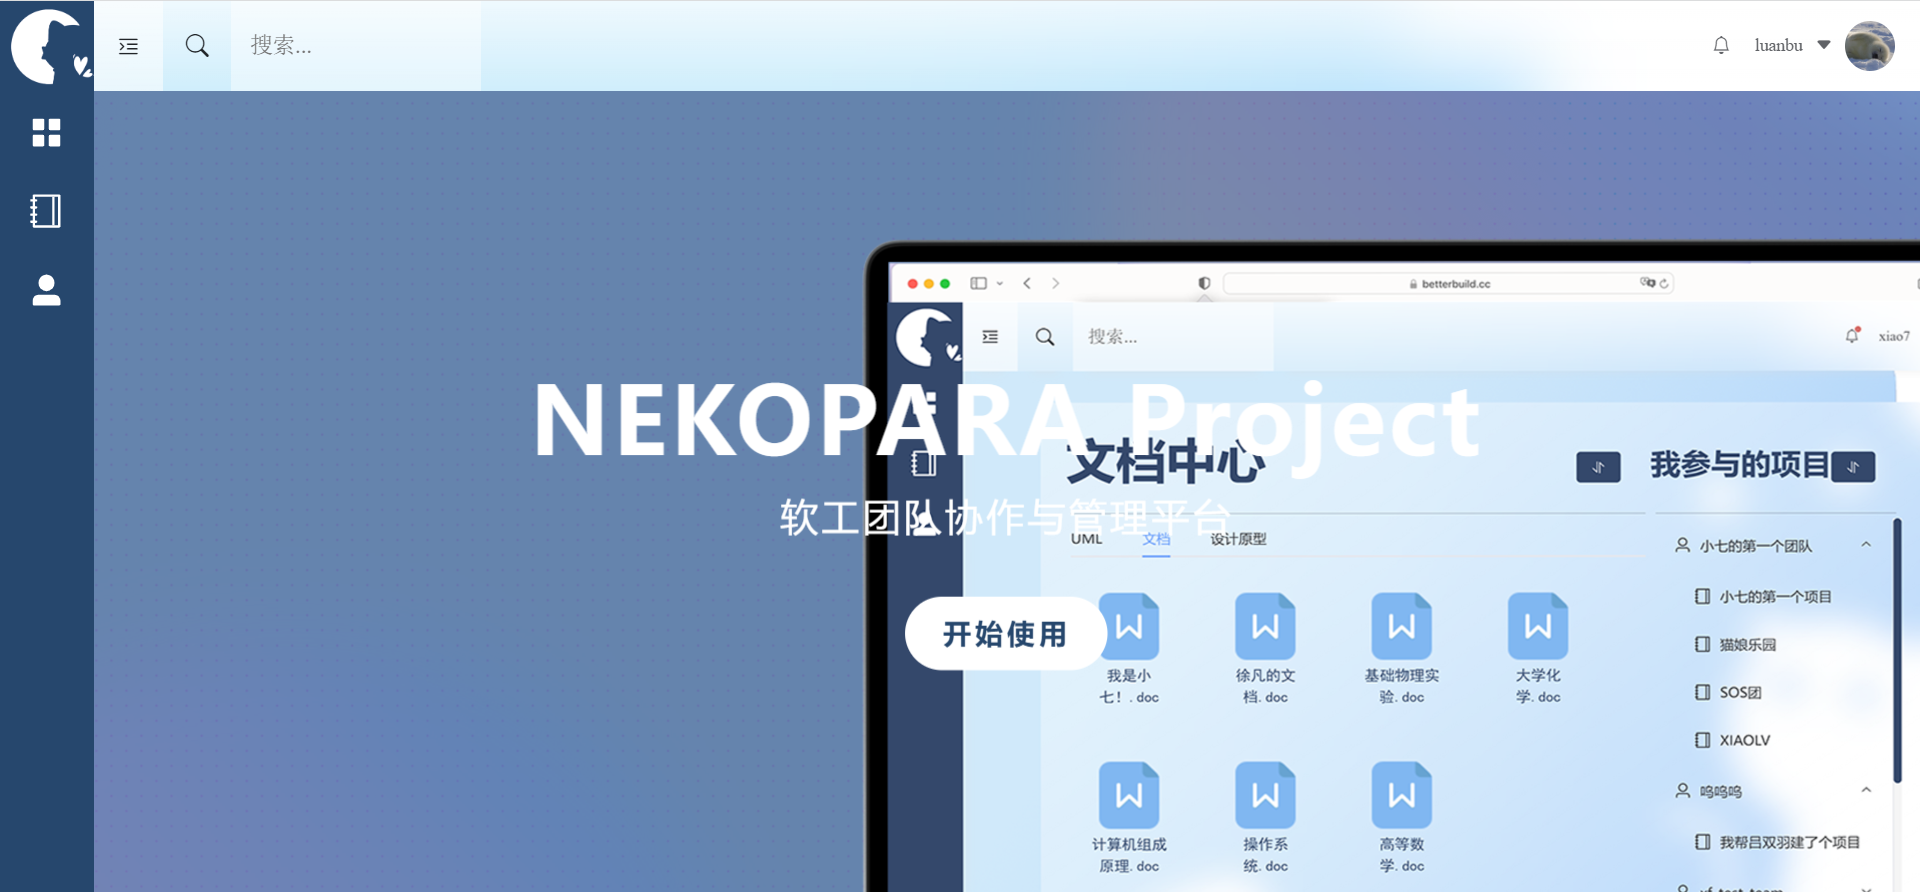 搜索...
luanbu
betterbuild.cc
搜索...
xiao7
NEKOPARA Project
文档中心
我参与的项目
软工团队协作与管理平台
UML
文档
设计原型
小七的第一个团队
小七的第一个项目
开始使用
猫娘乐园
我是小
七! . doc
徐凡的文
档. doc
基础物理实
验. doc
大学化
学. doc
SOS团
XIAOLV
呜呜呜
计算机组成
原理. doc
操作系
统. doc
高等数
学. doc
我帮吕双羽建了个项目